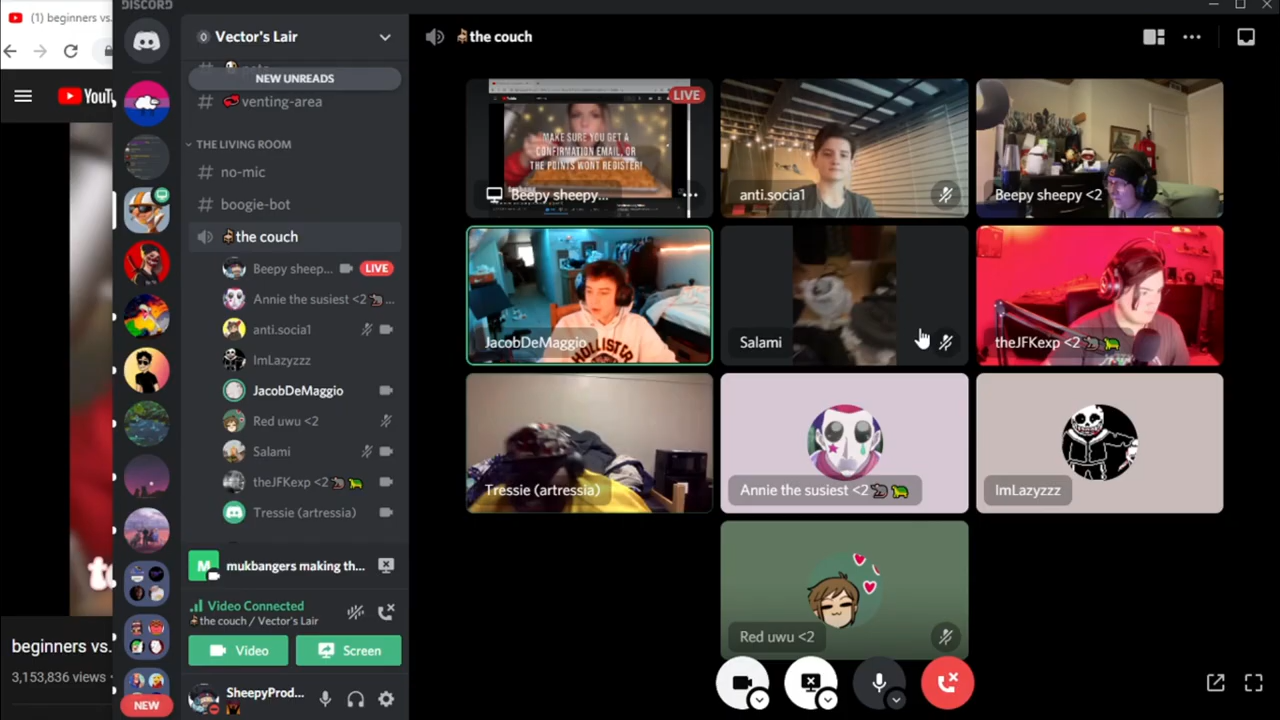 (1) beginners vs.
YouTu
beginners vs.
3,153,836 views
DISCORD
Vector's Lair
pets
NEW UNREADS
# venting-area
THE LIVING ROOM
# no-mic
# boogie-bot
the couch
Beepy sheep...
LIVE
Annie the susiest <2 ...
anti.socia1
ImLazyzzz
JacobDeMaggio
Red uwu <2
Salami
theJFKexp <2
Tressie (artressia)
M
mukbangers making th...
Video Connected
the couch / Vector's Lair
Video
Screen
SheepyProd...
NEW
the couch
LIVE
MAKE SURE YOU GET A
CONFIRMATION EMAIL, OR
THE POINTS WONT REGISTER!
Beepy sheepy...
anti.socia1
Beepy sheepy <2
HOLLISTER
JacobDeMaggio
Salami
theJFKexp <2
Tressie (artressia)
Annie the susiest <2
ImLazyzzz
Red uwu <2